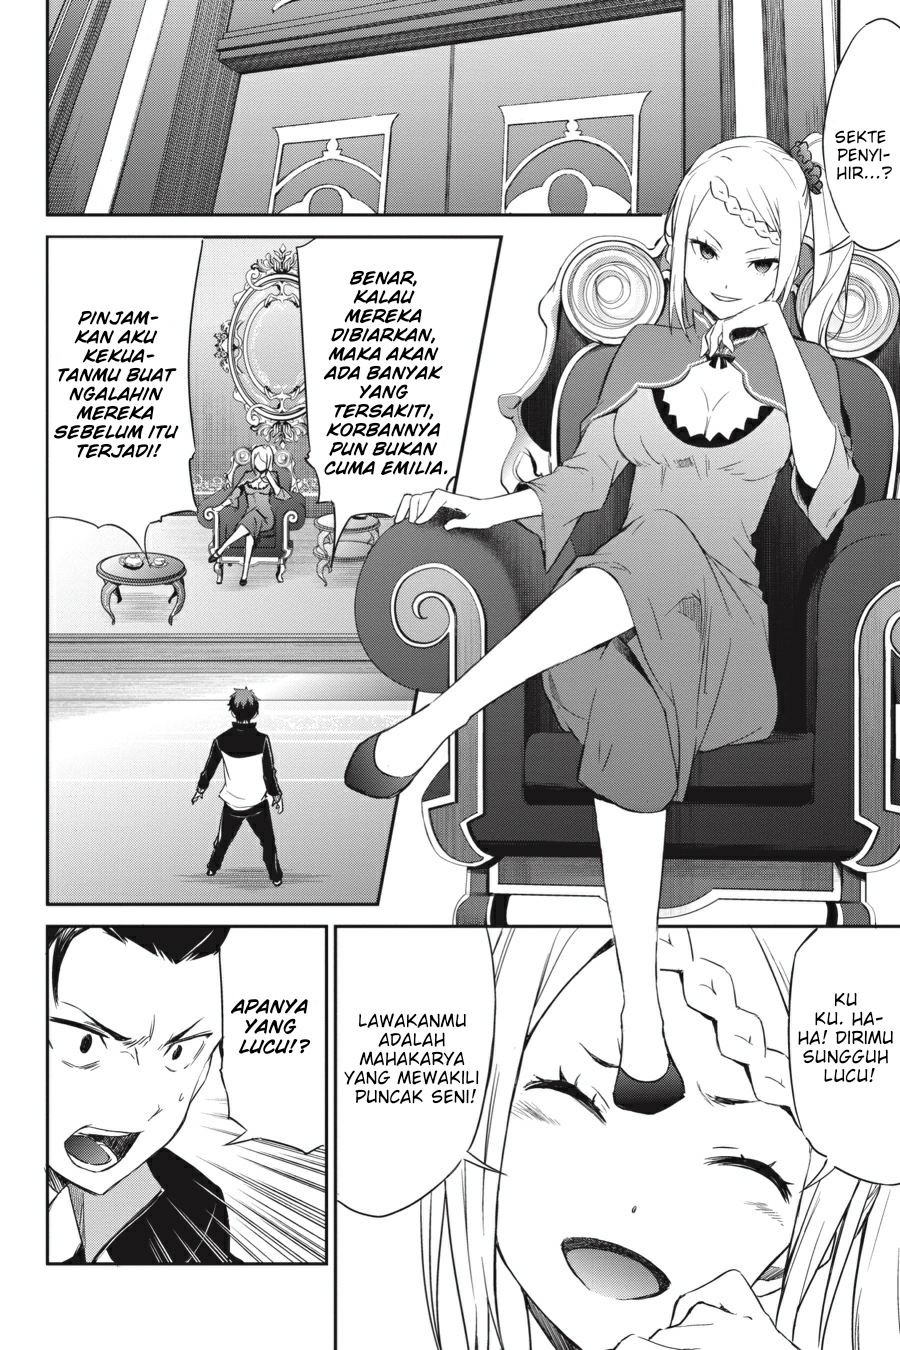 SEKTE
PENYI-
HIR...?
BENAR,
KALAU
MEREKA
DIBIARKAN,
MAKA AKAN
ADA BANYAK
YANG
TERSAKITI,
KORBANNYA
PUN BUKAN
CUMA EMILIA.
PINJAM-
KAN AKU
KEKUA-
TANMU BUAT
NGALAHIN
MEREKA
SEBELUM ITU
TERJADI!
KU
KU. HA-
HA! DIRIMU
SUNGGUH
LUCU!
LAWAKANMU
ADALAH
MAHAKARYA
YANG MEWAKILI
PUNCAK SENI!
APANYA
YANG
LUCU!?